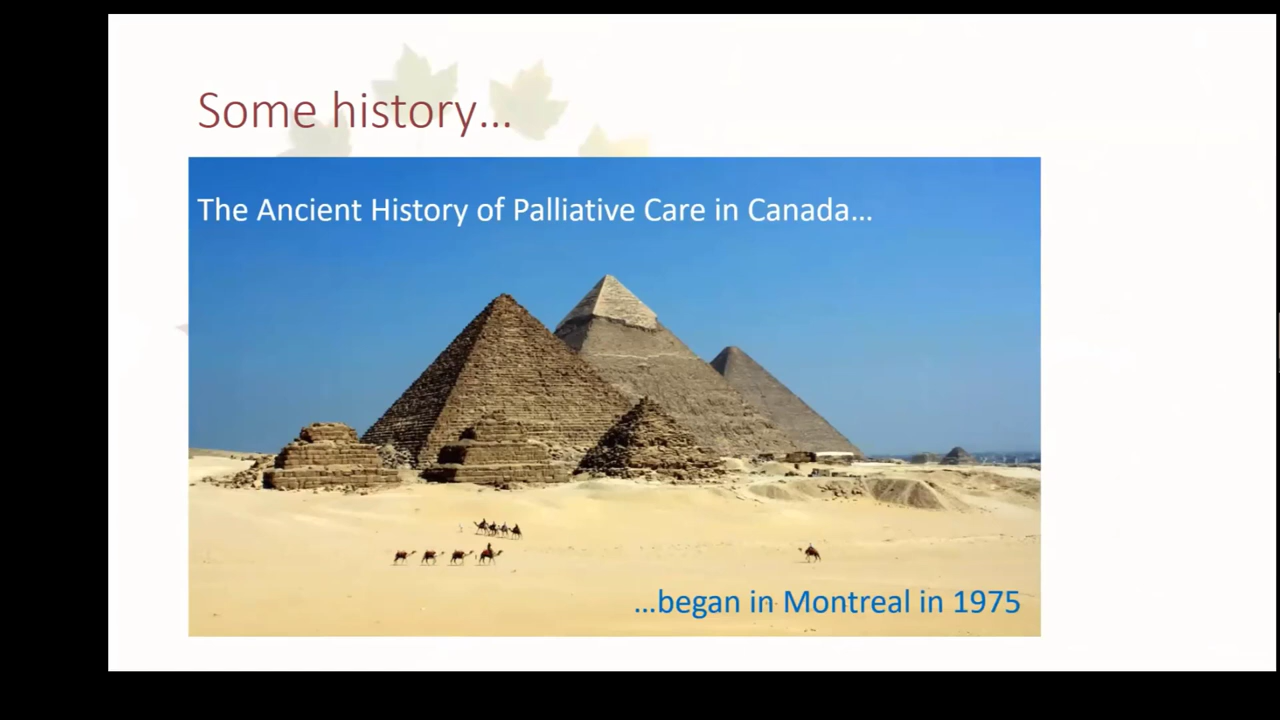 Some history…
The Ancient History of Palliative Care in Canada…
…began in Montreal in 1975